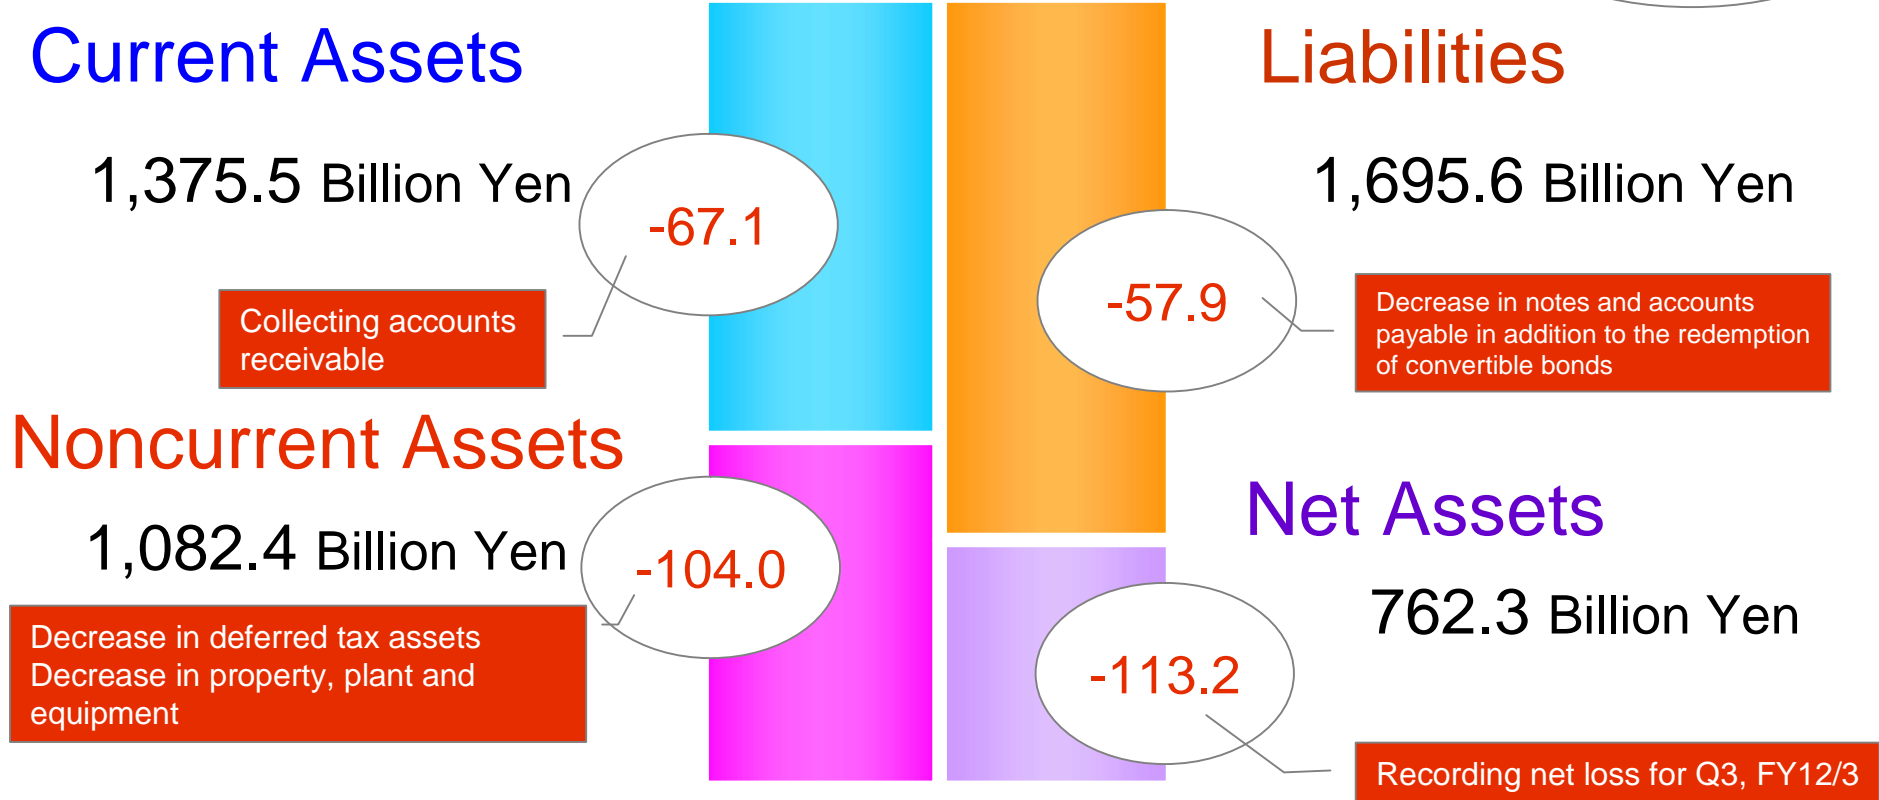 Current Assets
1,375.5 Billion Yen
-67.1
Collecting accounts
receivable
Noncurrent Assets
1,082.4 Billion Yen
-104.0
Decrease in deferred tax assets
Decrease in property, plant and
equipment
Liabilities
1,695.6 Billion Yen
-57.9
Decrease in notes and accounts
payable in addition to the redemption
of convertible bonds
Net Assets
762.3 Billion Yen
-113.2
Recording net loss for Q3, FY12/3